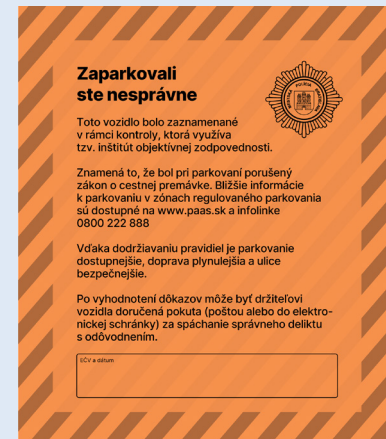 Zaparkovali
ste nesprávne
Toto vozidlo bolo zaznamenané
v rámci kontroly, ktorá využíva
tzv. inštitút objektívnej zodpovednosti.
Znamená to, že bol pri parkovaní porušený
zákon o cestnej premávke. Bližšie informácie
k parkovaniu v zónach regulovaného parkovania
sú dostupné na www.paas.sk a infolinke
0800 222 888
Vďaka dodržiavaniu pravidiel je parkovanie
dostupnejšie, doprava plynulejšia a ulice
bezpečnejšie.
Po vyhodnotení dôkazov môže byť držiteľovi
vozidla doručená pokuta (poštou alebo do elektro-
nickej schránky) za spáchanie správneho deliktu
s odôvodnením.
EČV a dátum